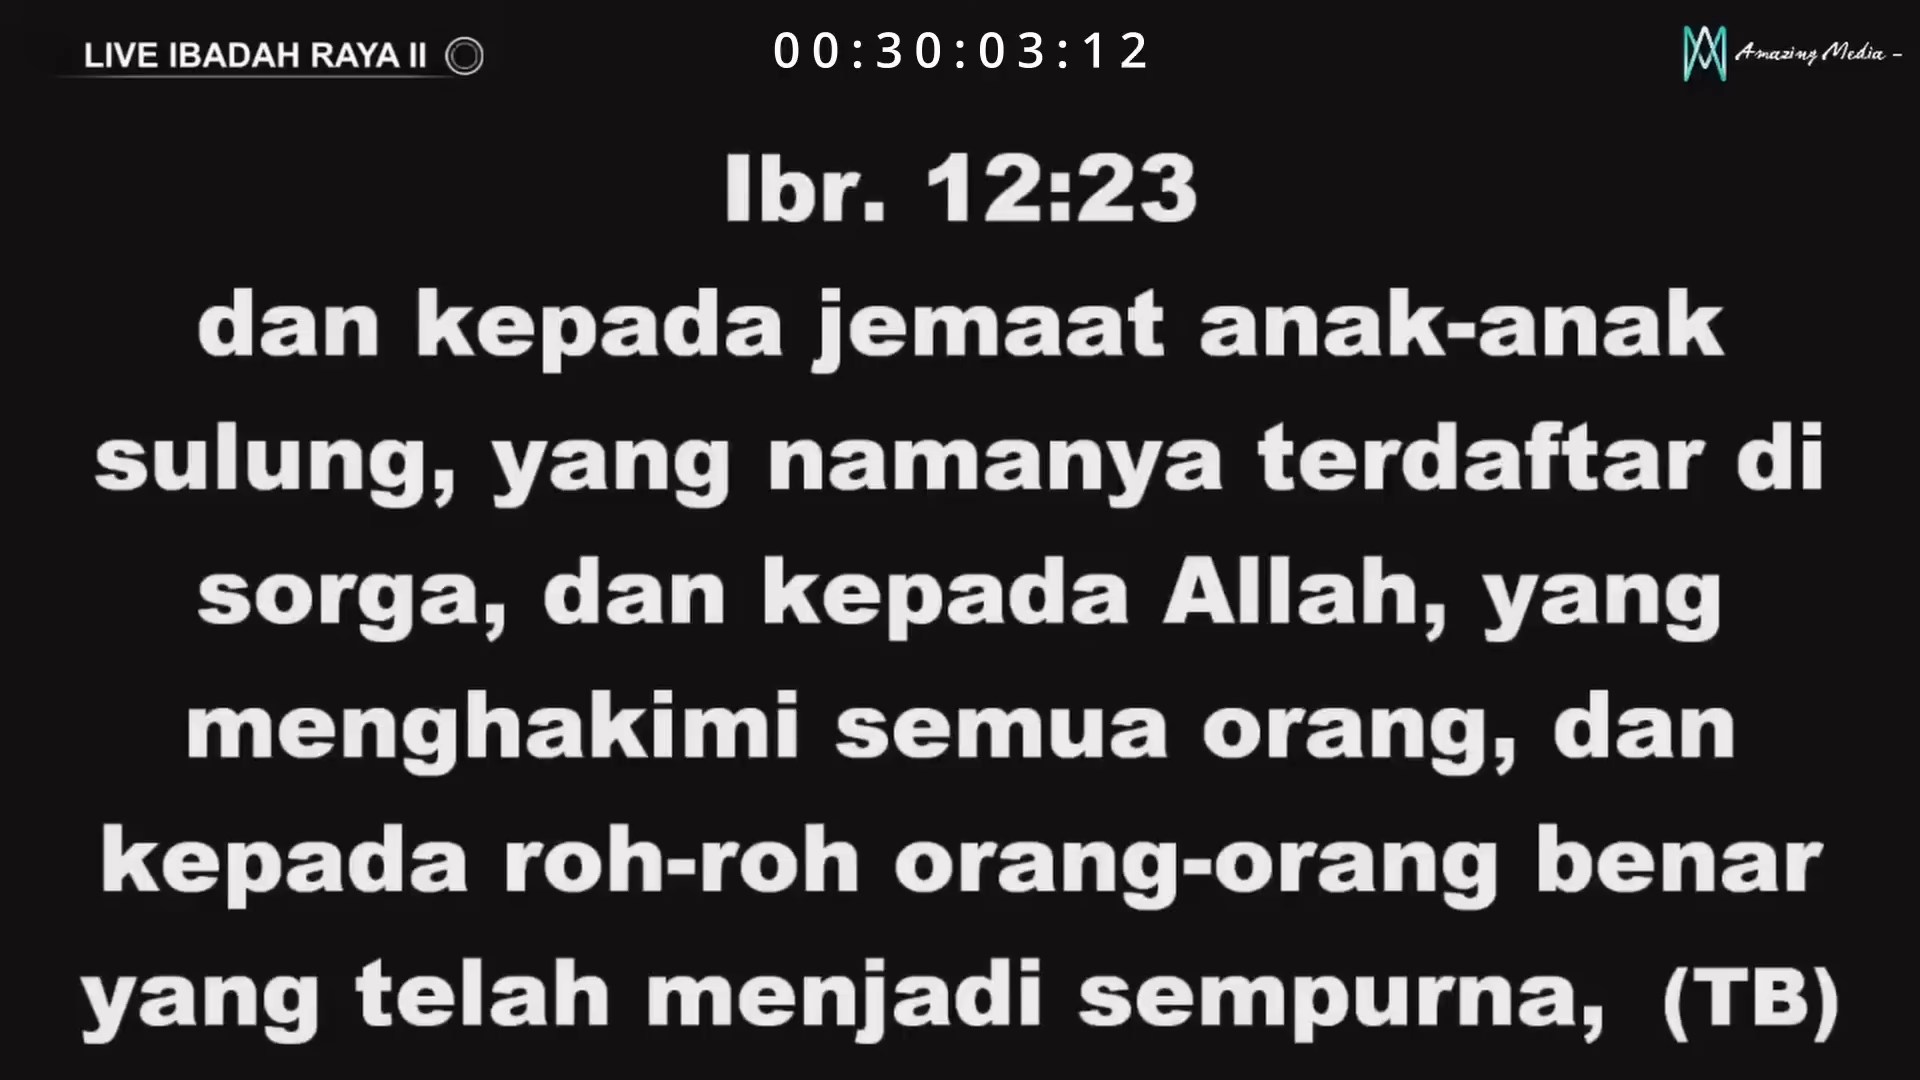 LIVE IBADAH RAYA II
00:30:03:12
Amazing Media -
Ibr. 12:23
dan kepada jemaat anak-anak
sulung, yang namanya terdaftar di
sorga, dan kepada Allah, yang
menghakimi semua orang, dan
kepada roh-roh orang-orang benar
yang telah menjadi sempurna, (TB)